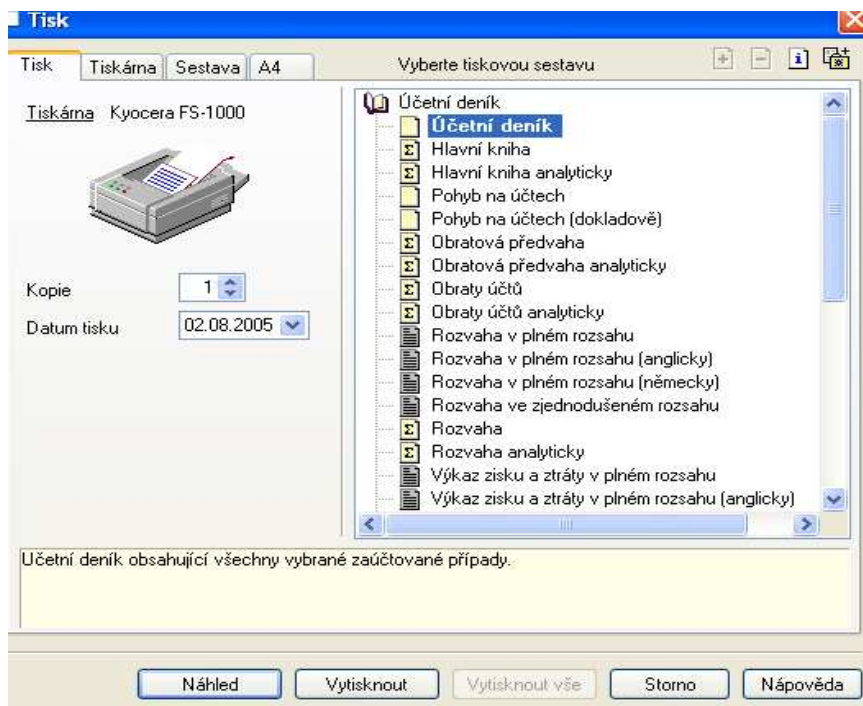 Tisk
Tisk Tiskárna Sestava A4 Vyberte tiskovou sestavu
Tiskárna Kyocera FS-1000
Kopie 1
Datum tisku 02.08.2005
Účetní deník
Účetní deník
Hlavní kniha
Hlavní kniha analyticky
Pohyb na účtech
Pohyb na účtech (dokladově)
Obratová předvaha
Obratová předvaha analyticky
Obraty účtů
Obraty účtů analyticky
Rozvaha v plném rozsahu
Rozvaha v plném rozsahu (anglicky)
Rozvaha v plném rozsahu (německy)
Rozvaha ve zjednodušeném rozsahu
Rozvaha
Rozvaha analyticky
Výkaz zisku a ztráty v plném rozsahu
Výkaz zisku a ztráty v plném rozsahu (anglicky)
Účetní deník obsahující všechny vybrané zaúčtované případy.
Náhled Vytisknout Vytisknout vše Storno Nápověda